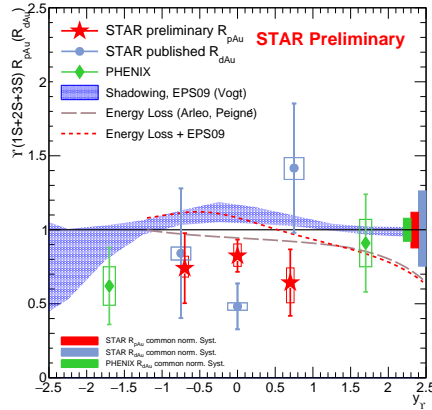 Υ(1S+2S+3S) R_pAu(R_dAu)
2.5
2
1.5
1
0.5
0
STAR preliminary R_pAu
STAR Preliminary
STAR published R_dAu
PHENIX
Shadowing, EPS09 (Vogt)
Energy Loss (Arleo, Peigné)
Energy Loss + EPS09
STAR R_pAu common norm. Syst.
STAR R_dAu common norm. Syst.
PHENIX R_dAu common norm. Syst.
−2.5 −2 −1.5 −1 −0.5 0 0.5 1 1.5 2 2.5
y_Υ